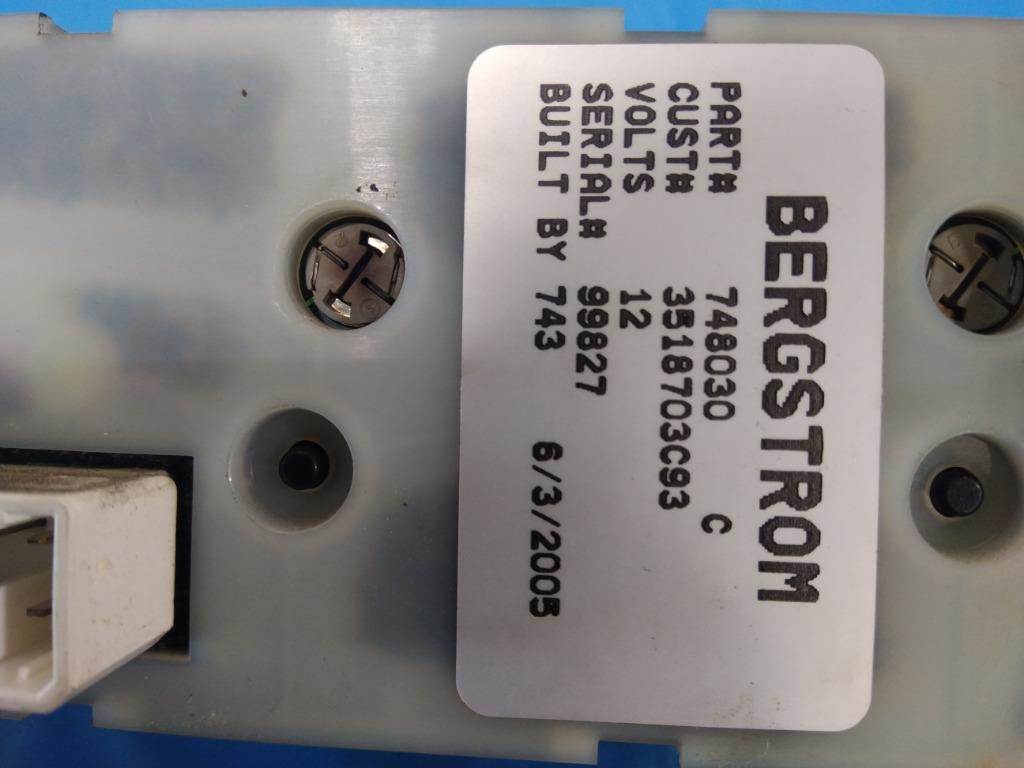 BERGSTROM
PART# 748030 C
CUST# 3518703C93
VOLTS 12
SERIAL# 99827
BUILT BY 743 6/3/2005